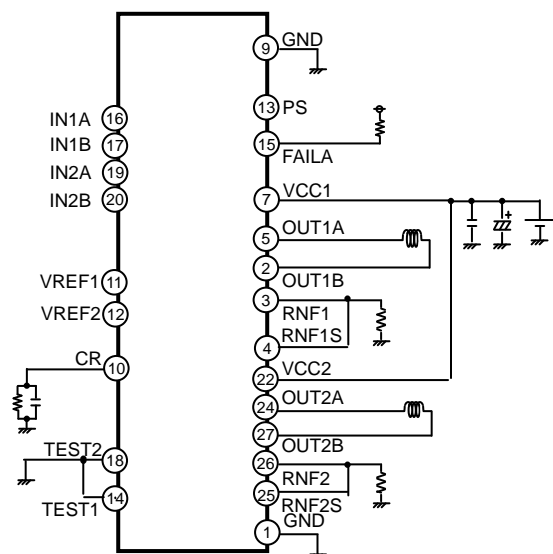 9 GND
13 PS
IN1A 16
15 FAILA
IN1B 17
IN2A 19
IN2B 20
7 VCC1
+
5 OUT1A
2 OUT1B
VREF1 11
3 RNF1
VREF2 12
4 RNF1S
CR 10
22 VCC2
24 OUT2A
27 OUT2B
TEST2 18
26 RNF2
TEST1 14
25 RNF2S
1 GND